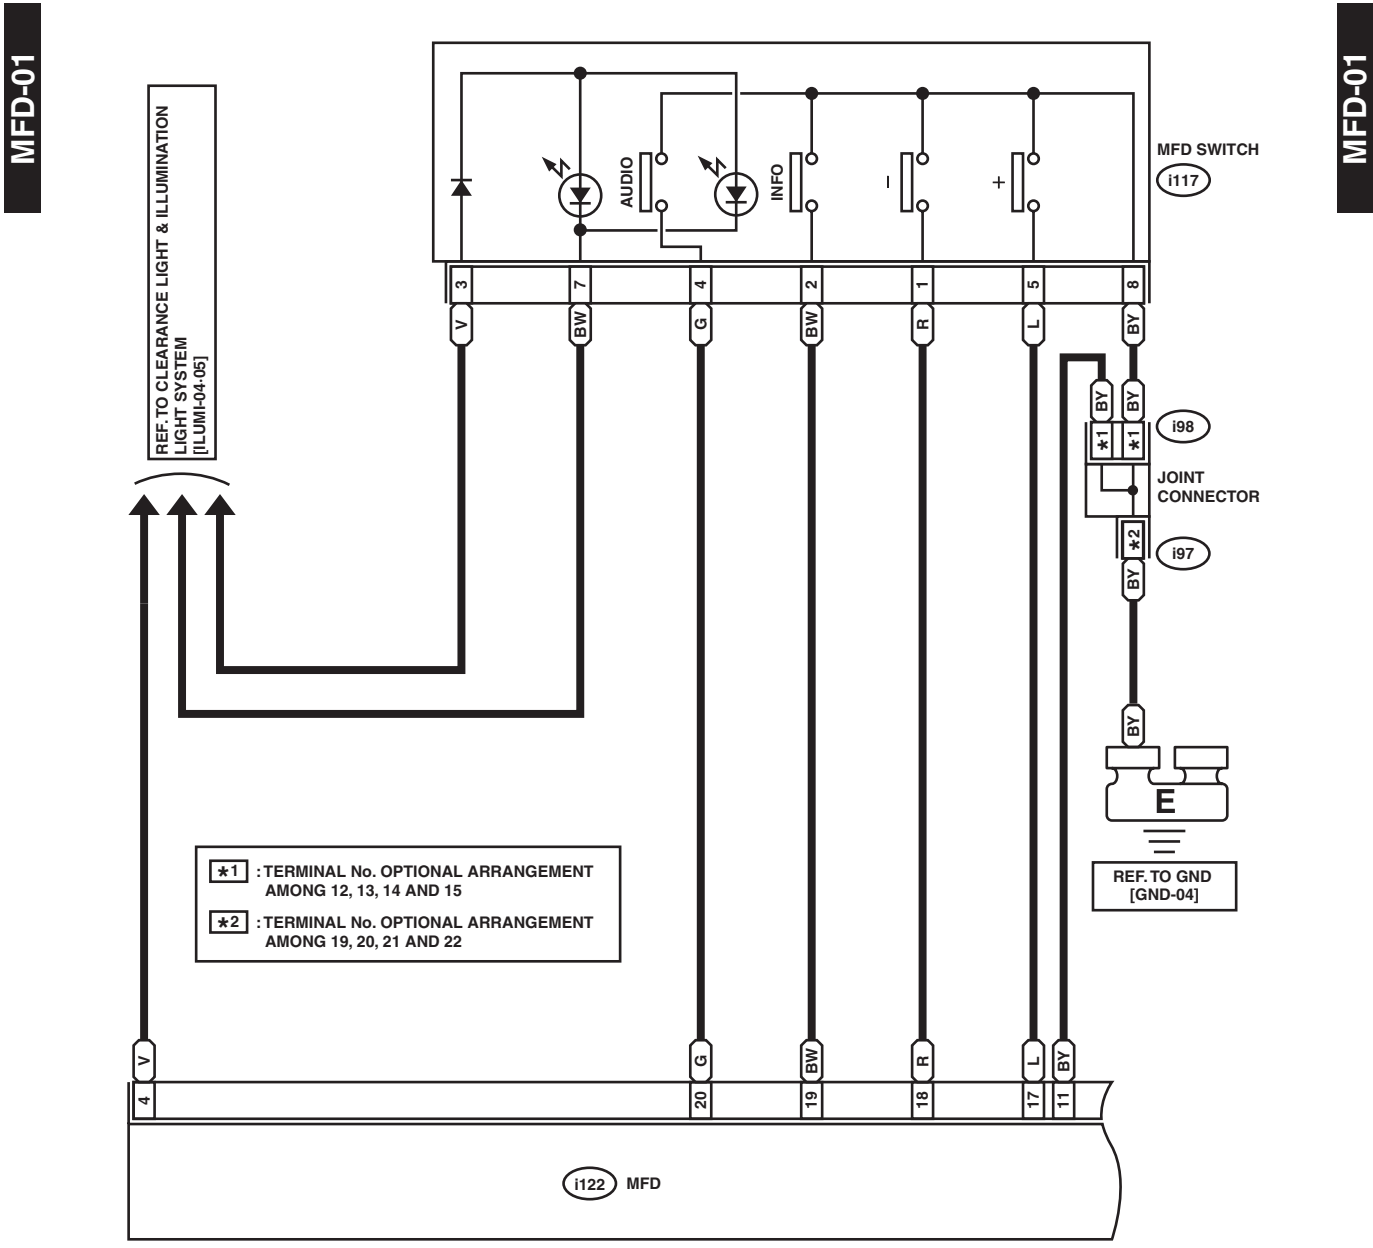 MFD-01
MFD-01
REF. TO CLEARANCE LIGHT & ILLUMINATION
LIGHT SYSTEM
[ILUMI-04·05]
AUDIO
INFO
–
+
MFD SWITCH
i117
3
7
4
2
1
5
8
V
BW
G
BW
R
L
BY
BY
BY
*1
*1
i98
JOINT
CONNECTOR
*2
i97
BY
BY
E
REF. TO GND
[GND-04]
*1 : TERMINAL No. OPTIONAL ARRANGEMENT
AMONG 12, 13, 14 AND 15
*2 : TERMINAL No. OPTIONAL ARRANGEMENT
AMONG 19, 20, 21 AND 22
V
G
BW
R
L
BY
4
20
19
18
17
11
i122 MFD